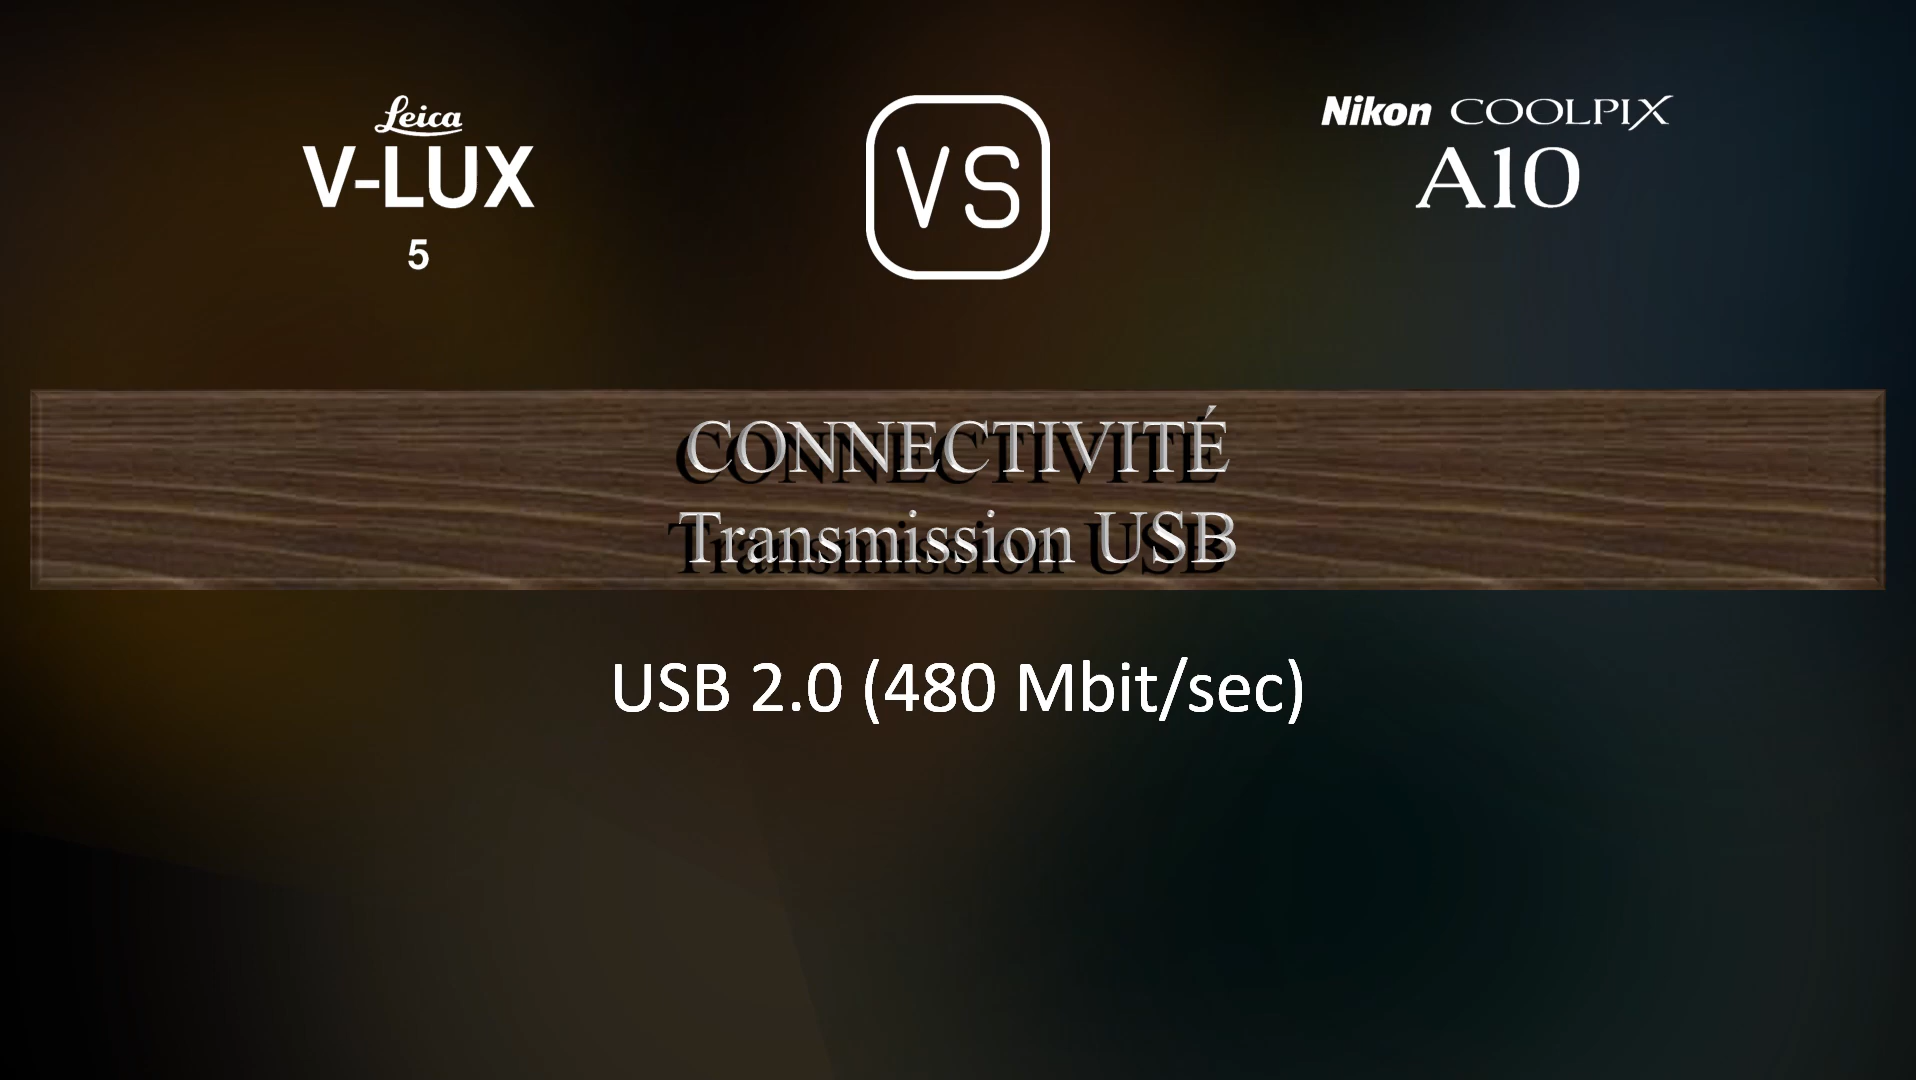 Leica
V-LUX
5
VS
Nikon COOLPIX
A10
CONNECTIVITÉ
Transmission USB
USB 2.0 (480 Mbit/sec)